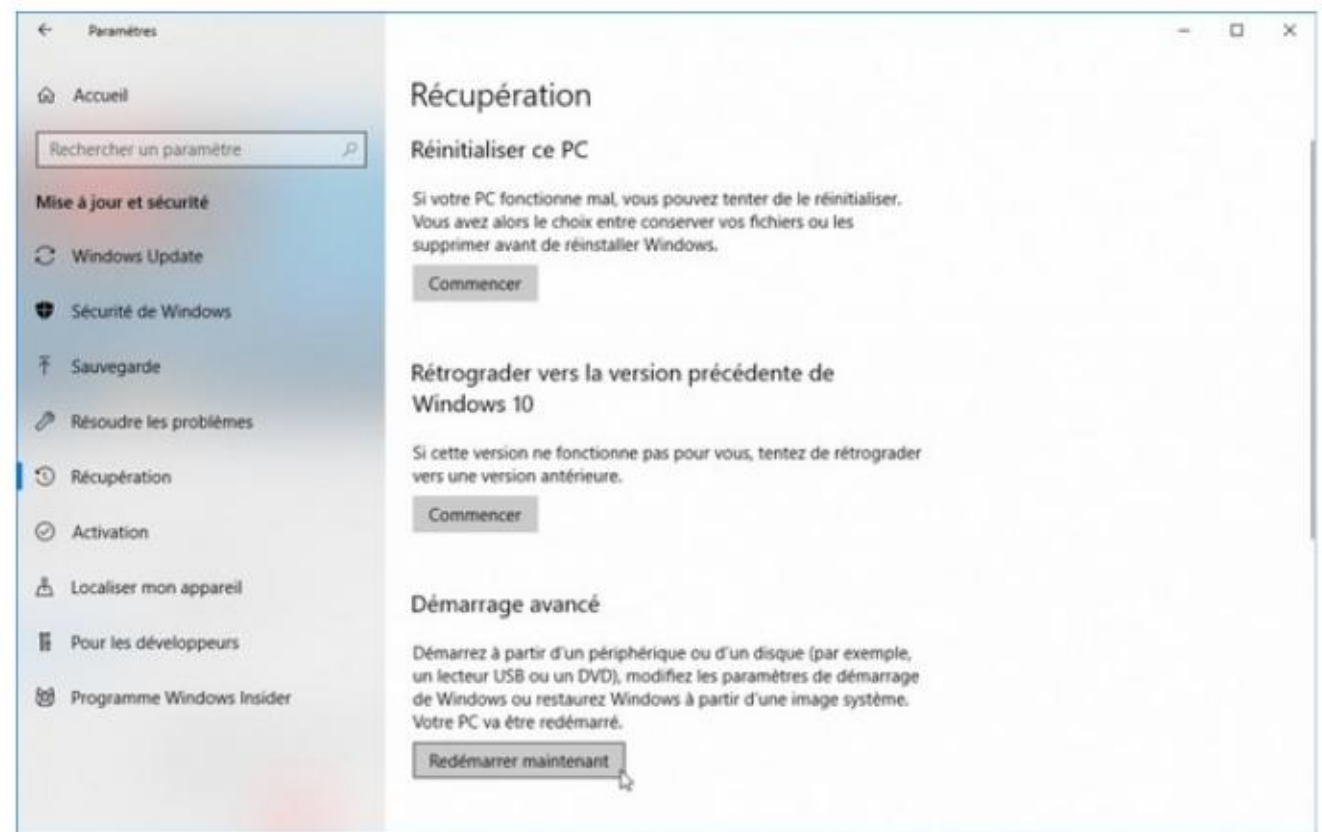 Paramètres
Accueil
Rechercher un paramètre
Mise à jour et sécurité
Windows Update
Sécurité de Windows
Sauvegarde
Résoudre les problèmes
Récupération
Activation
Localiser mon appareil
Pour les développeurs
Programme Windows Insider
Récupération
Réinitialiser ce PC
Si votre PC fonctionne mal, vous pouvez tenter de le réinitialiser.
Vous avez alors le choix entre conserver vos fichiers ou les
supprimer avant de réinstaller Windows.
Commencer
Rétrograder vers la version précédente de
Windows 10
Si cette version ne fonctionne pas pour vous, tentez de rétrograder
vers une version antérieure.
Commencer
Démarrage avancé
Démarrez à partir d'un périphérique ou d'un disque (par exemple,
un lecteur USB ou un DVD), modifiez les paramètres de démarrage
de Windows ou restaurez Windows à partir d'une image système.
Votre PC va être redémarré.
Redémarrer maintenant